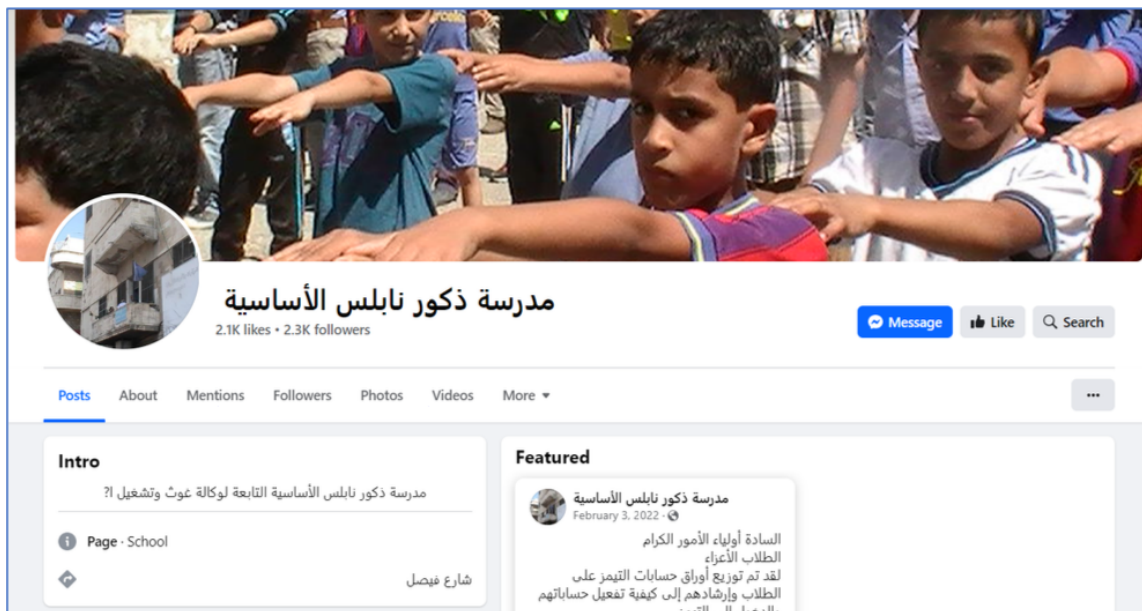 مدرسة ذكور نابلس الأساسية
2.1K likes • 2.3K followers
Message
Like
Search
Posts
About
Mentions
Followers
Photos
Videos
More
Intro
مدرسة ذكور نابلس الأساسية التابعة لوكالة غوث وتشغيل ا?
Page · School
شارع فيصل
Featured
مدرسة ذكور نابلس الأساسية
February 3, 2022 ·
السادة أولياء الأمور الكرام
الطلاب الأعزاء
لقد تم توزيع أوراق حسابات التيمز على
الطلاب وإرشادهم إلى كيفية تفعيل حساباتهم